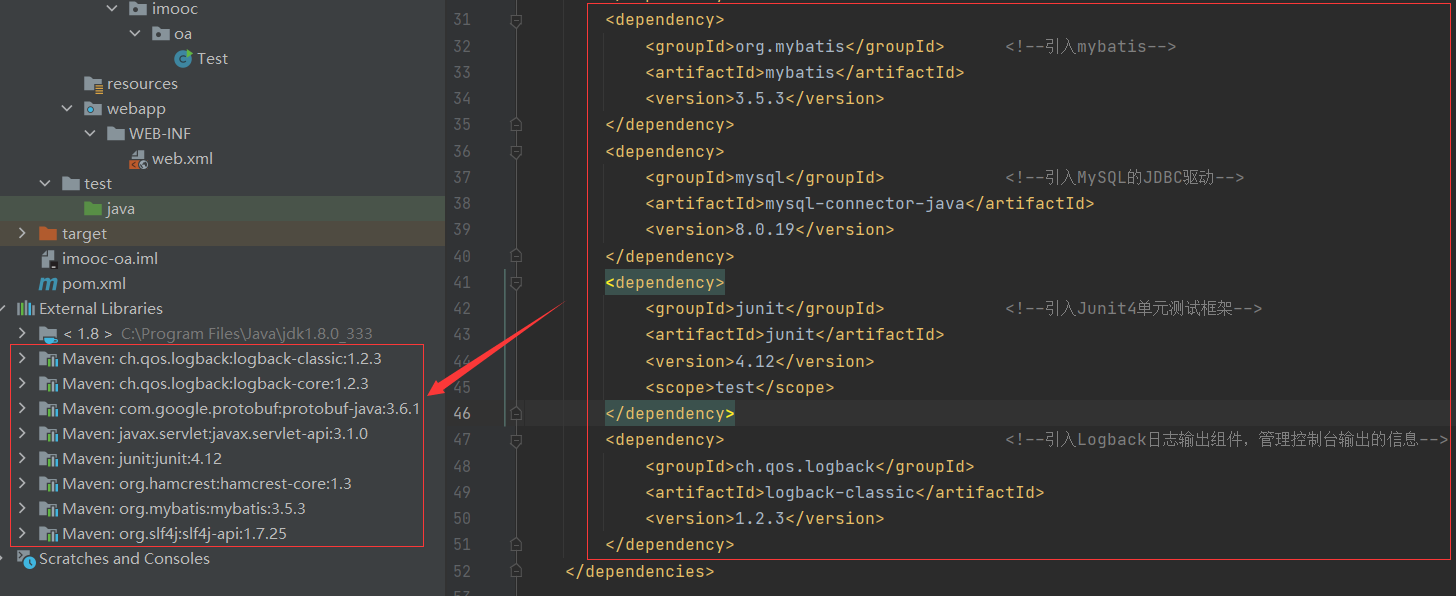 imooc
oa
Test
resources
webapp
WEB-INF
web.xml
test
java
target
imooc-oa.iml
pom.xml
External Libraries
< 1.8 > C:\Program Files\Java\jdk1.8.0_333
Maven: ch.qos.logback:logback-classic:1.2.3
Maven: ch.qos.logback:logback-core:1.2.3
Maven: com.google.protobuf:protobuf-java:3.6.1
Maven: javax.servlet:javax.servlet-api:3.1.0
Maven: junit:junit:4.12
Maven: org.hamcrest:hamcrest-core:1.3
Maven: org.mybatis:mybatis:3.5.3
Maven: org.slf4j:slf4j-api:1.7.25
Scratches and Consoles
31 <dependency>
32 <groupId>org.mybatis</groupId> <!--引入mybatis-->
33 <artifactId>mybatis</artifactId>
34 <version>3.5.3</version>
35 </dependency>
36 <dependency>
37 <groupId>mysql</groupId> <!--引入MySQL的JDBC驱动-->
38 <artifactId>mysql-connector-java</artifactId>
39 <version>8.0.19</version>
40 </dependency>
41 <dependency>
42 <groupId>junit</groupId> <!--引入Junit4单元测试框架-->
43 <artifactId>junit</artifactId>
44 <version>4.12</version>
45 <scope>test</scope>
46 </dependency>
47 <dependency> <!--引入Logback日志输出组件，管理控制台输出的信息-->
48 <groupId>ch.qos.logback</groupId>
49 <artifactId>logback-classic</artifactId>
50 <version>1.2.3</version>
51 </dependency>
52 </dependencies>